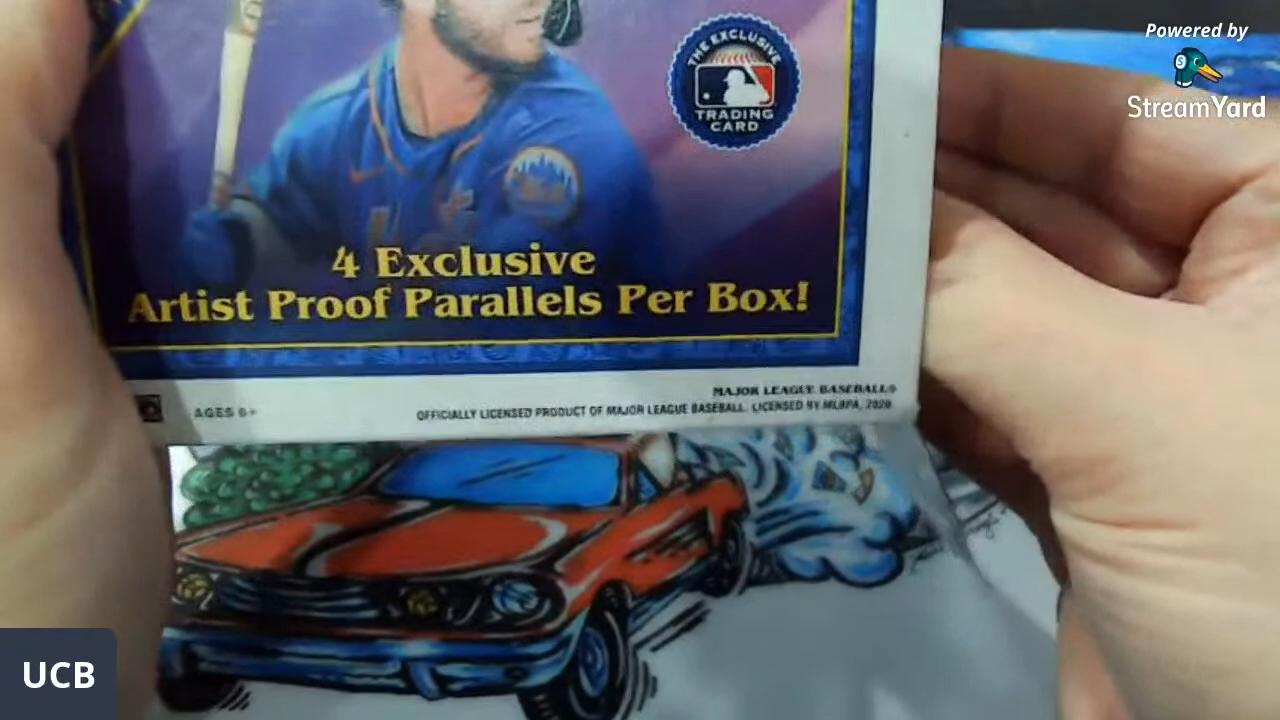 Powered by
StreamYard
THE EXCLUSIVE
TRADING
CARD
4 Exclusive
Artist Proof Parallels Per Box!
MAJOR LEAGUE BASEBALL®
AGES 6+
OFFICIALLY LICENSED PRODUCT OF MAJOR LEAGUE BASEBALL. LICENSED BY MLBPA, 2020
UCB